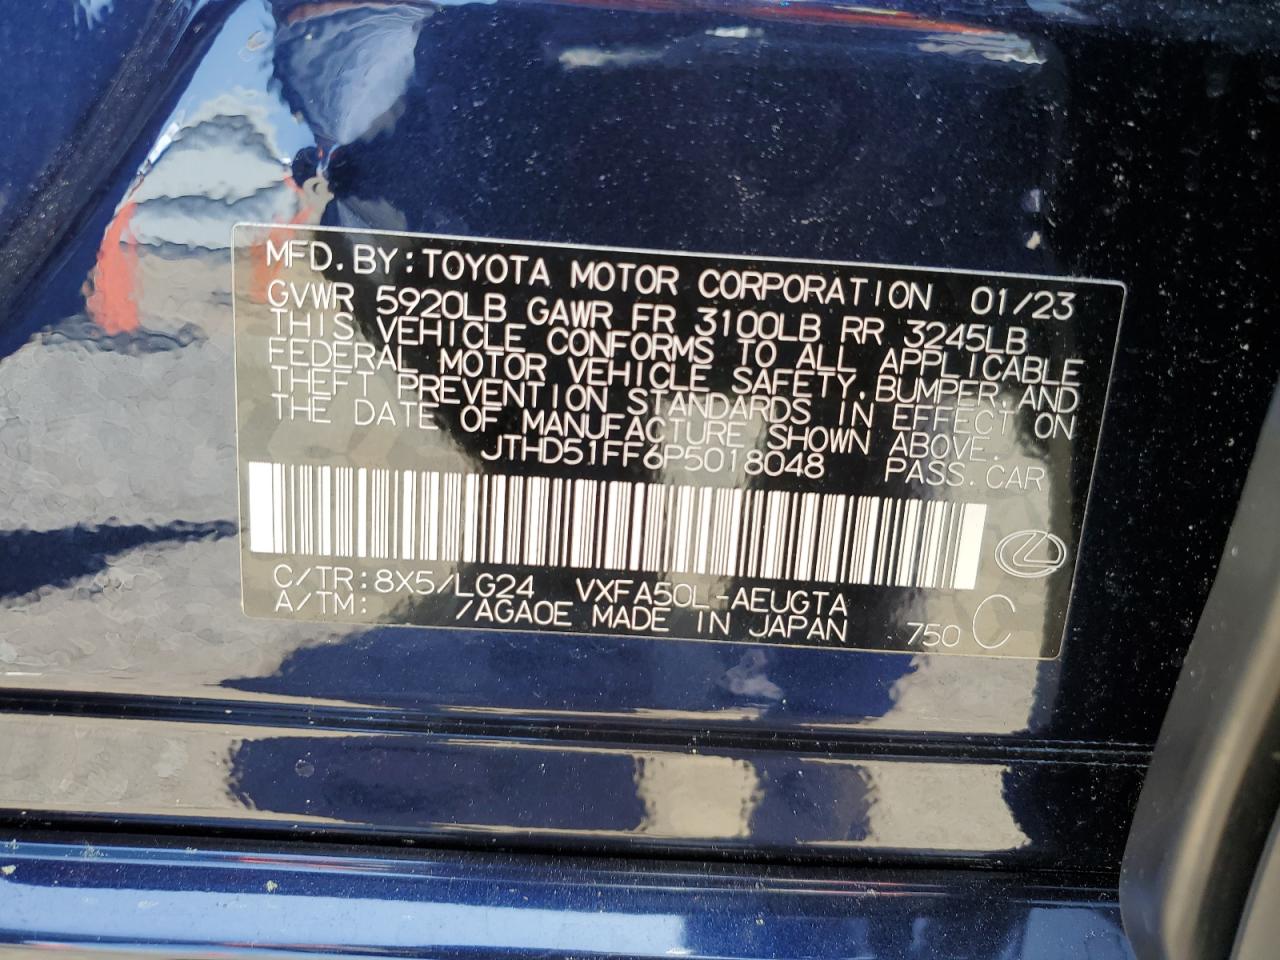 MFD. BY: TOYOTA MOTOR CORPORATION 01/23
GVWR 5920LB GAWR FR 3100LB RR 3245LB
THIS VEHICLE CONFORMS TO ALL APPLICABLE
FEDERAL MOTOR VEHICLE SAFETY, BUMPER, AND
THEFT PREVENTION STANDARDS IN EFFECT ON
THE DATE OF MANUFACTURE SHOWN ABOVE.
JTHD51FF6P5018048 PASS. CAR
C/TR: 8X5/LG24 VXFA50L-AEUGTA
A/TM: /AGA0E MADE IN JAPAN 750 C